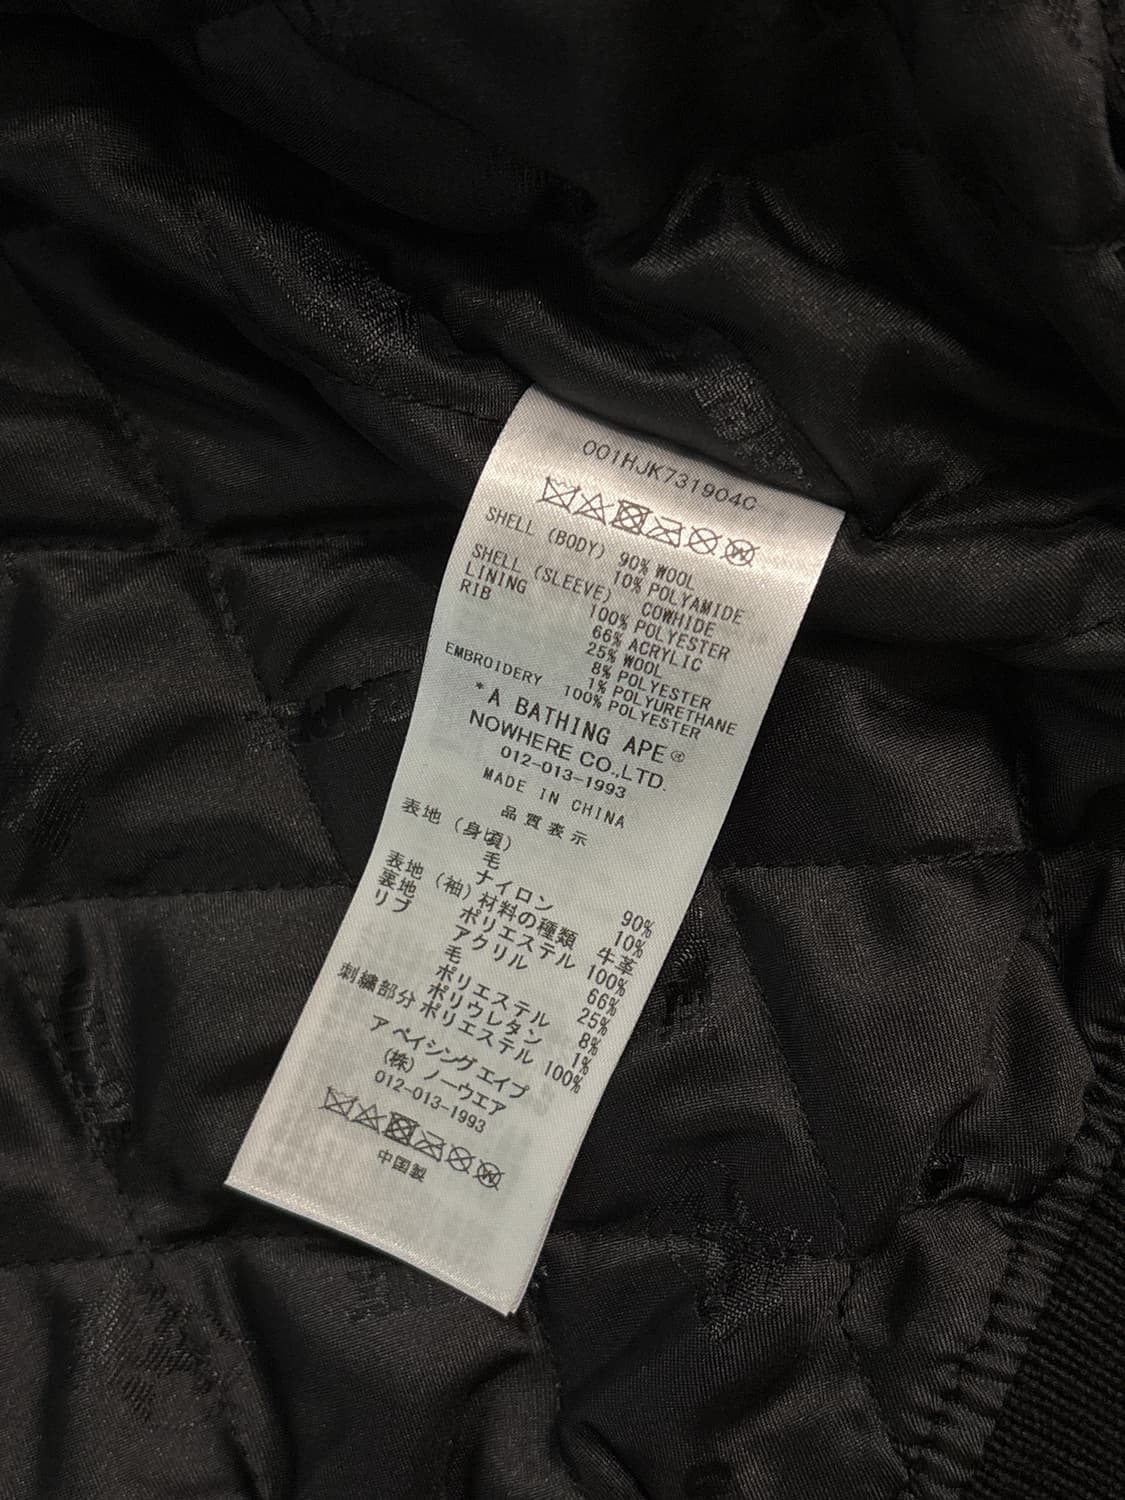 001HJK731904C
SHELL (BODY) 90% WOOL
10% POLYAMIDE
SHELL (SLEEVE) COWHIDE
LINING 100% POLYESTER
RIB 66% ACRYLIC
25% WOOL
8% POLYESTER
1% POLYURETHANE
EMBROIDERY 100% POLYESTER
*A BATHING APE®
NOWHERE CO.,LTD.
012-013-1993
MADE IN CHINA
品質表示
表地 (身頃)
毛 90%
ナイロン 10%
表地 (袖) 材料の種類 牛革
裏地 ポリエステル 100%
リブ アクリル 66%
毛 25%
ポリエステル 8%
ポリウレタン 1%
刺繍部分 ポリエステル 100%
ア ベイシング エイプ
(株) ノーウエア
012-013-1993
中国製